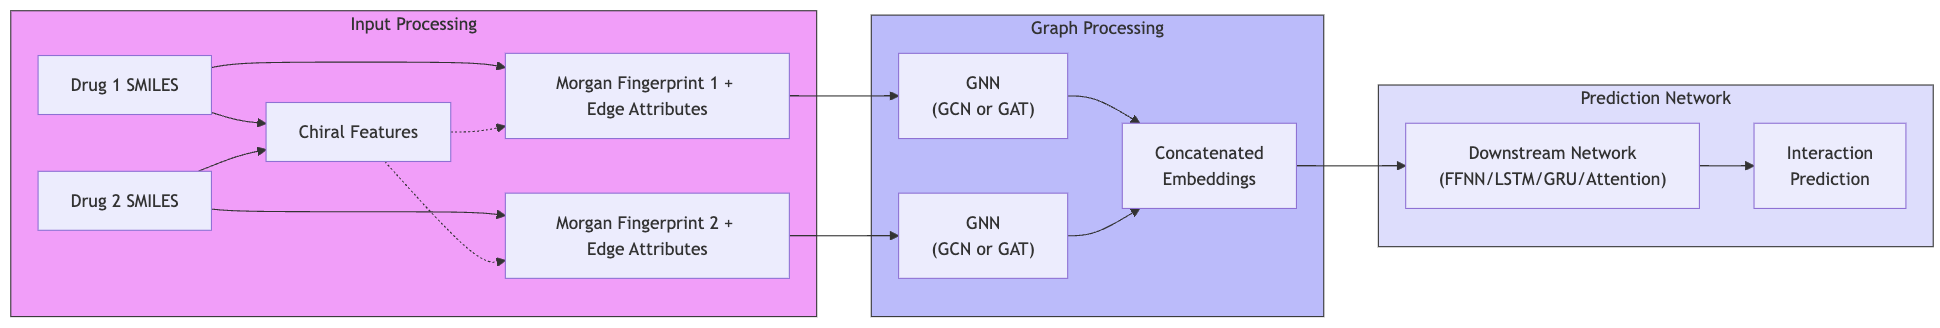 Input Processing
Drug 1 SMILES
Drug 2 SMILES
Chiral Features
Morgan Fingerprint 1 +
Edge Attributes
Morgan Fingerprint 2 +
Edge Attributes
Graph Processing
GNN
(GCN or GAT)
GNN
(GCN or GAT)
Concatenated
Embeddings
Prediction Network
Downstream Network
(FFNN/LSTM/GRU/Attention)
Interaction
Prediction